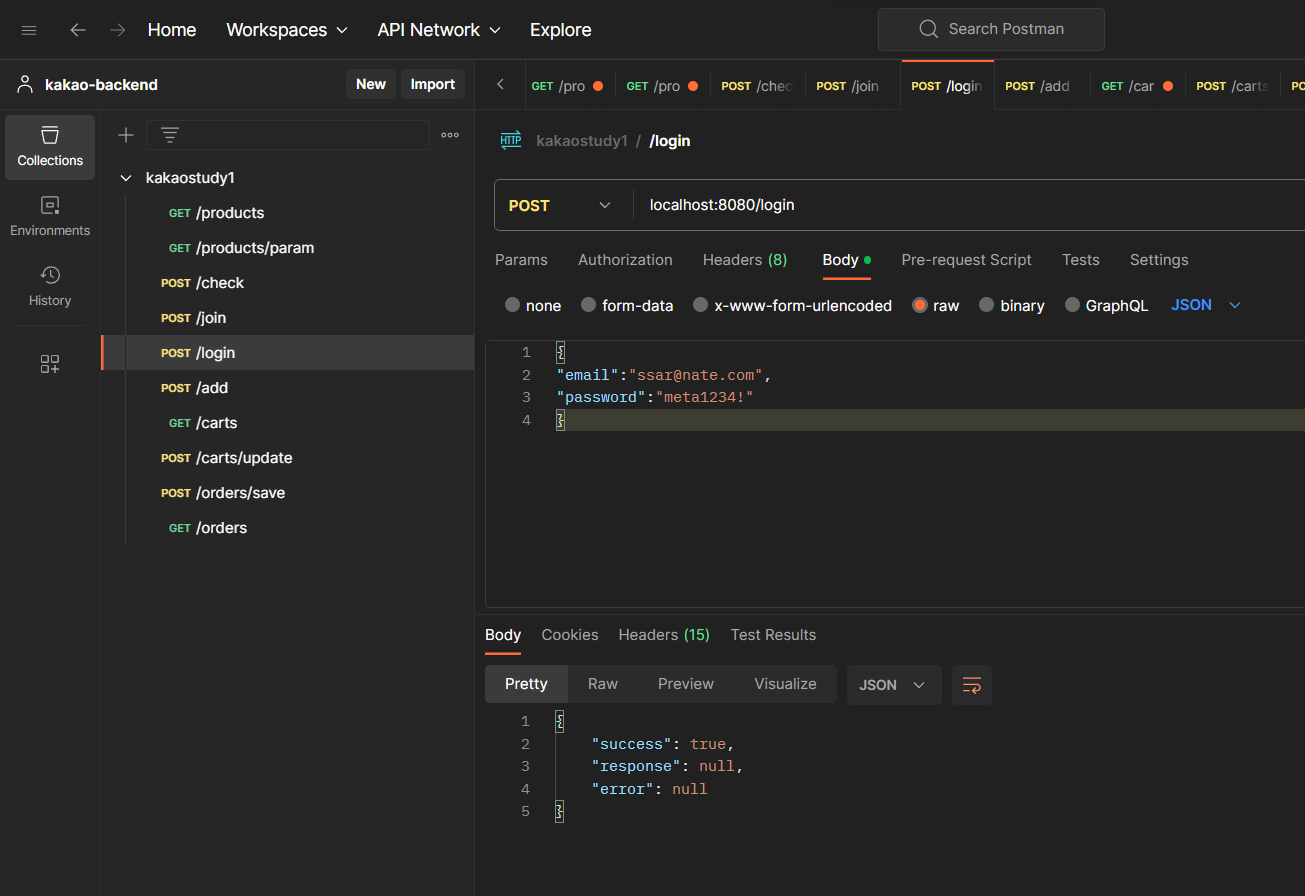 Home Workspaces API Network Explore Search Postman
kakao-backend New Import
GET /pro GET /pro POST /chec POST /join POST /login POST /add GET /car POST /carts PO
Collections
Environments
History
kakaostudy1
GET /products
GET /products/param
POST /check
POST /join
POST /login
POST /add
GET /carts
POST /carts/update
POST /orders/save
GET /orders
HTTP kakaostudy1 / /login
POST localhost:8080/login
Params Authorization Headers (8) Body Pre-request Script Tests Settings
none form-data x-www-form-urlencoded raw binary GraphQL JSON
1 {
2 "email":"ssar@nate.com",
3 "password":"meta1234!"
4 }
Body Cookies Headers (15) Test Results
Pretty Raw Preview Visualize JSON
1 {
2 "success": true,
3 "response": null,
4 "error": null
5 }